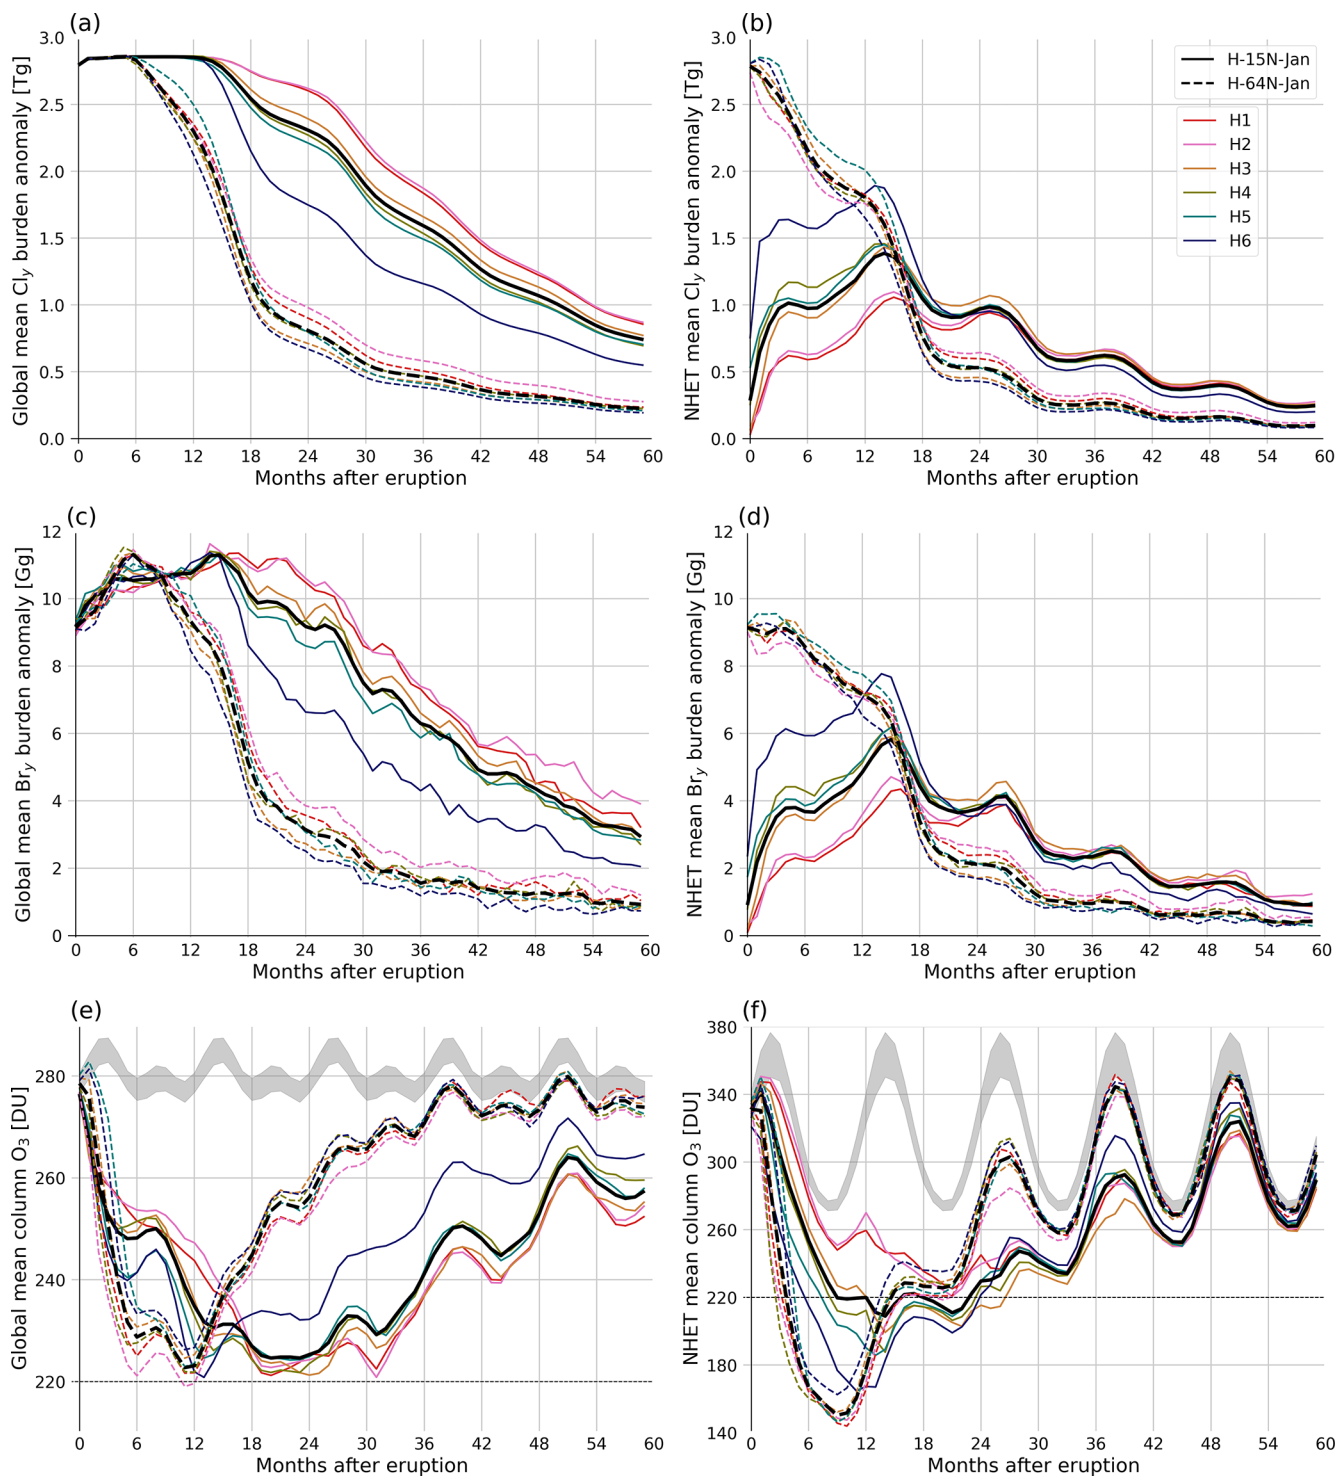 (a)
Global mean Cly burden anomaly [Tg]
3.0
2.5
2.0
1.5
1.0
0.5
0.0
0 6 12 18 24 30 36 42 48 54 60
Months after eruption
(b)
NHET mean Cly burden anomaly [Tg]
3.0
2.5
2.0
1.5
1.0
0.5
0.0
0 6 12 18 24 30 36 42 48 54 60
Months after eruption
H-15N-Jan
H-64N-Jan
H1
H2
H3
H4
H5
H6
(c)
Global mean Bry burden anomaly [Gg]
12
10
8
6
4
2
0
0 6 12 18 24 30 36 42 48 54 60
Months after eruption
(d)
NHET mean Bry burden anomaly [Gg]
12
10
8
6
4
2
0
0 6 12 18 24 30 36 42 48 54 60
Months after eruption
(e)
Global mean column O3 [DU]
280
260
240
220
0 6 12 18 24 30 36 42 48 54 60
Months after eruption
(f)
NHET mean column O3 [DU]
380
340
300
260
220
180
140
0 6 12 18 24 30 36 42 48 54 60
Months after eruption